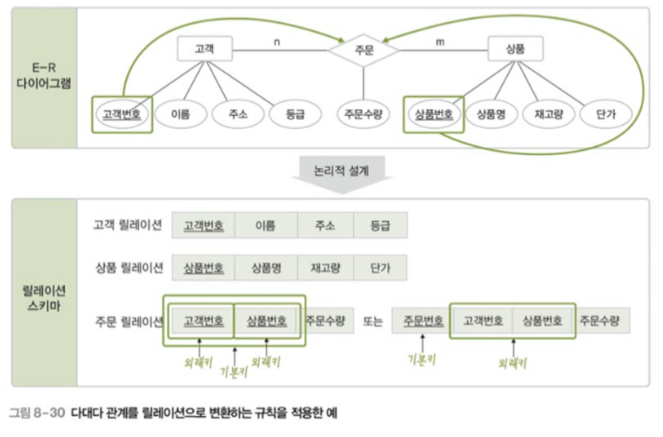 E-R
다이어그램
고객 n 주문 m 상품
고객번호 이름 주소 등급 주문수량 상품번호 상품명 재고량 단가
논리적 설계
릴레이션
스키마
고객 릴레이션 고객번호 이름 주소 등급
상품 릴레이션 상품번호 상품명 재고량 단가
주문 릴레이션 고객번호 상품번호 주문수량 또는 주문번호 고객번호 상품번호 주문수량
외래키 기본키 외래키 기본키 외래키
그림 8-30 다대다 관계를 릴레이션으로 변환하는 규칙을 적용한 예